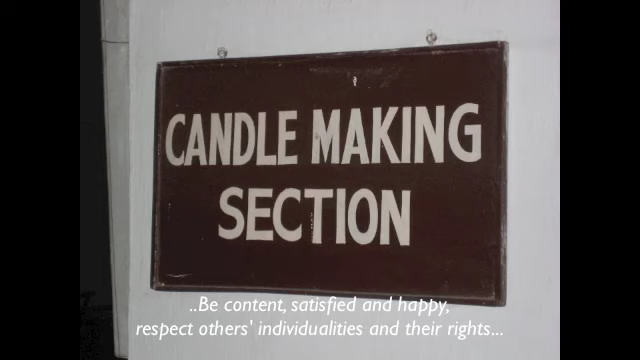 CANDLE MAKING
SECTION
..Be content, satisfied and happy,
respect others' individualities and their rights...